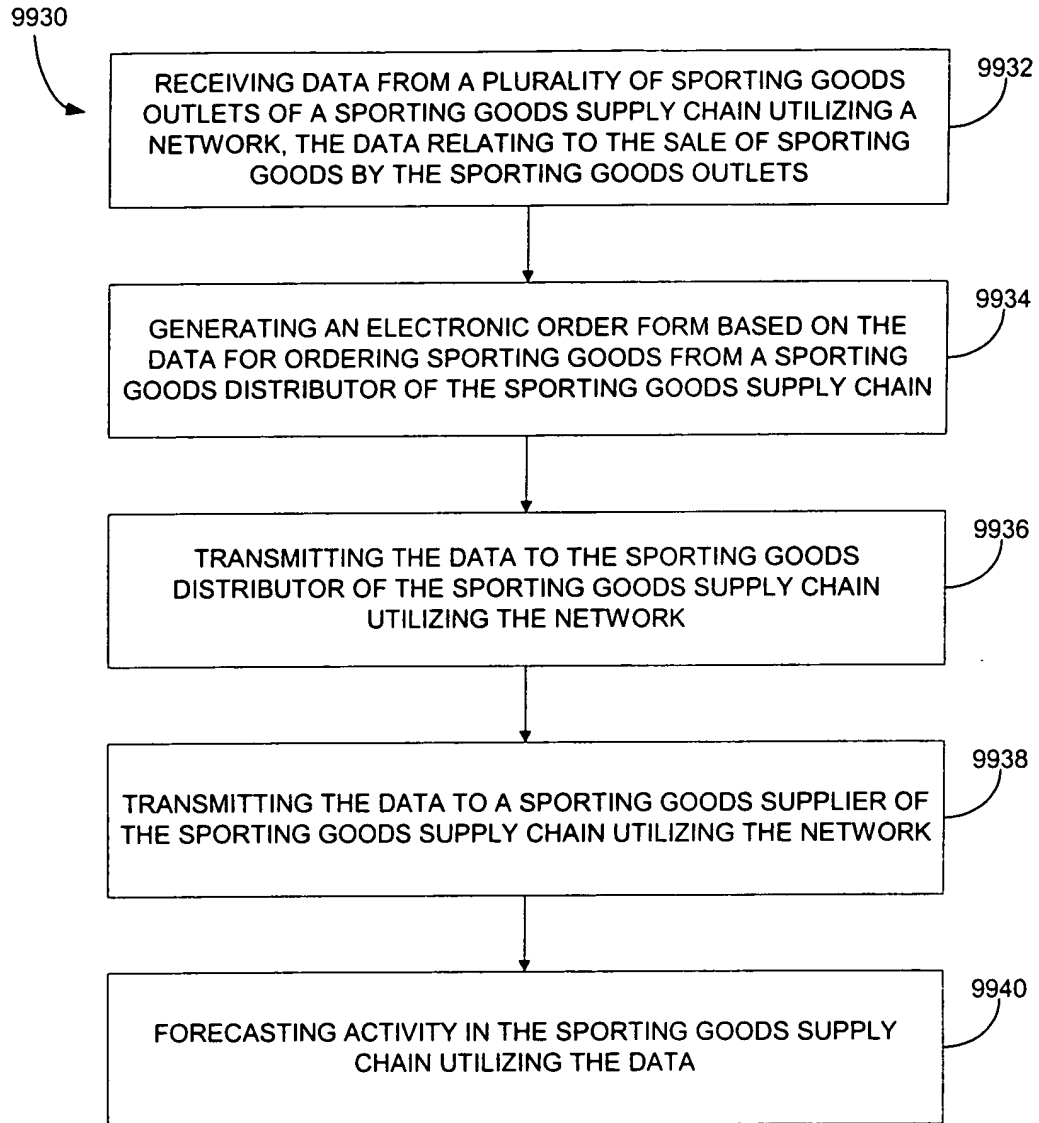 9930
RECEIVING DATA FROM A PLURALITY OF SPORTING GOODS
OUTLETS OF A SPORTING GOODS SUPPLY CHAIN UTILIZING A
NETWORK, THE DATA RELATING TO THE SALE OF SPORTING
GOODS BY THE SPORTING GOODS OUTLETS
9932
GENERATING AN ELECTRONIC ORDER FORM BASED ON THE
DATA FOR ORDERING SPORTING GOODS FROM A SPORTING
GOODS DISTRIBUTOR OF THE SPORTING GOODS SUPPLY CHAIN
9934
TRANSMITTING THE DATA TO THE SPORTING GOODS
DISTRIBUTOR OF THE SPORTING GOODS SUPPLY CHAIN
UTILIZING THE NETWORK
9936
TRANSMITTING THE DATA TO A SPORTING GOODS SUPPLIER OF
THE SPORTING GOODS SUPPLY CHAIN UTILIZING THE NETWORK
9938
FORECASTING ACTIVITY IN THE SPORTING GOODS SUPPLY
CHAIN UTILIZING THE DATA
9940